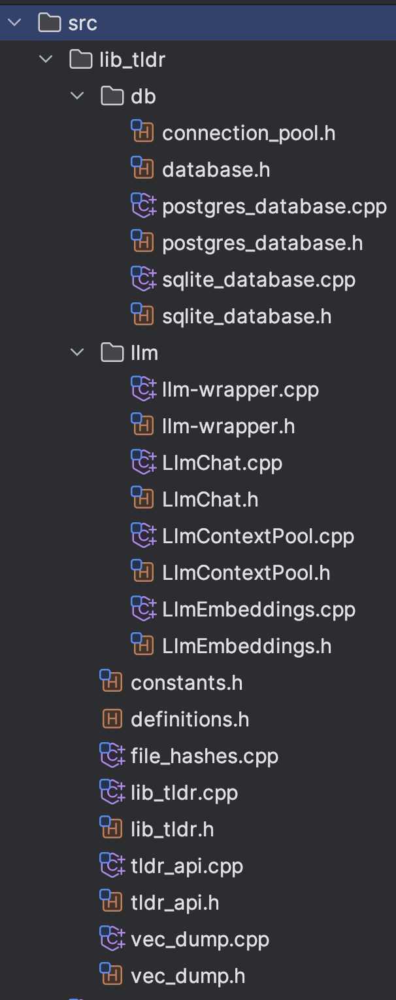 src
lib_tldr
db
connection_pool.h
database.h
postgres_database.cpp
postgres_database.h
sqlite_database.cpp
sqlite_database.h
llm
llm-wrapper.cpp
llm-wrapper.h
LlmChat.cpp
LlmChat.h
LlmContextPool.cpp
LlmContextPool.h
LlmEmbeddings.cpp
LlmEmbeddings.h
constants.h
definitions.h
file_hashes.cpp
lib_tldr.cpp
lib_tldr.h
tldr_api.cpp
tldr_api.h
vec_dump.cpp
vec_dump.h